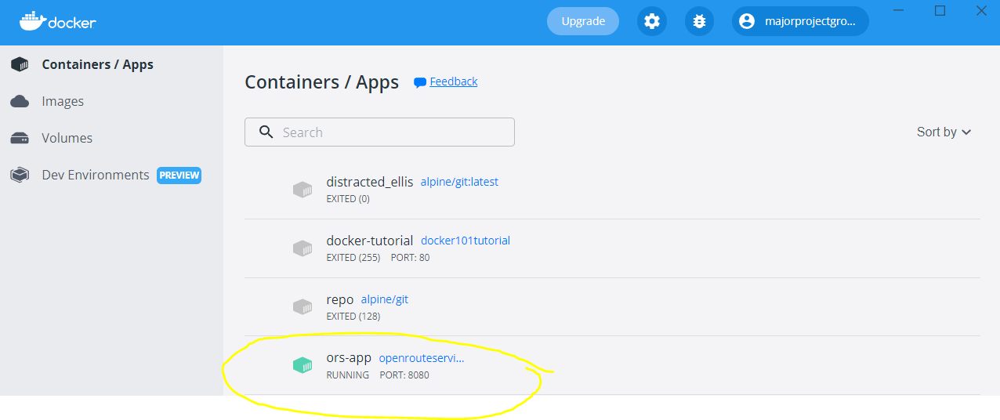 docker
Upgrade
majorprojectgro...
Containers / Apps
Images
Volumes
Dev Environments PREVIEW
Containers / Apps Feedback
Search
Sort by
distracted_ellis alpine/git:latest
EXITED (0)
docker-tutorial docker101tutorial
EXITED (255) PORT: 80
repo alpine/git
EXITED (128)
ors-app openrouteservi...
RUNNING PORT: 8080